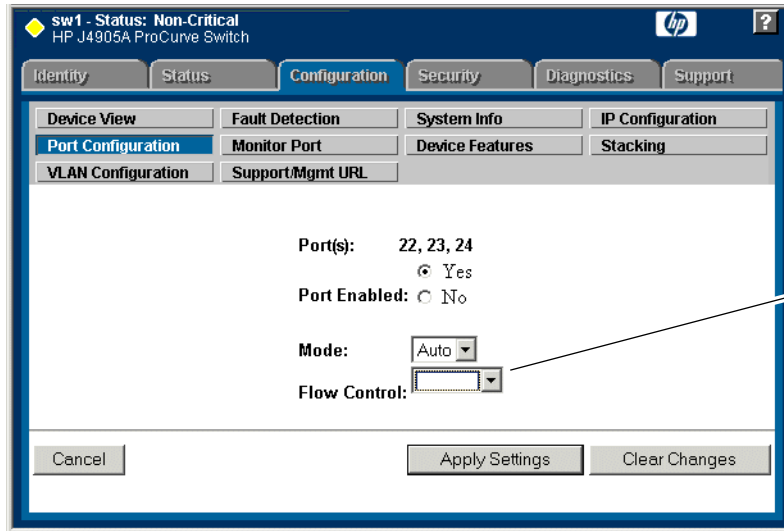 sw1 - Status: Non-Critical
HP J4905A ProCurve Switch
hp
?
Identity Status Configuration Security Diagnostics Support
Device View Fault Detection System Info IP Configuration
Port Configuration Monitor Port Device Features Stacking
VLAN Configuration Support/Mgmt URL
Port(s): 22, 23, 24
Yes
Port Enabled: No
Mode: Auto
Flow Control:
Cancel Apply Settings Clear Changes